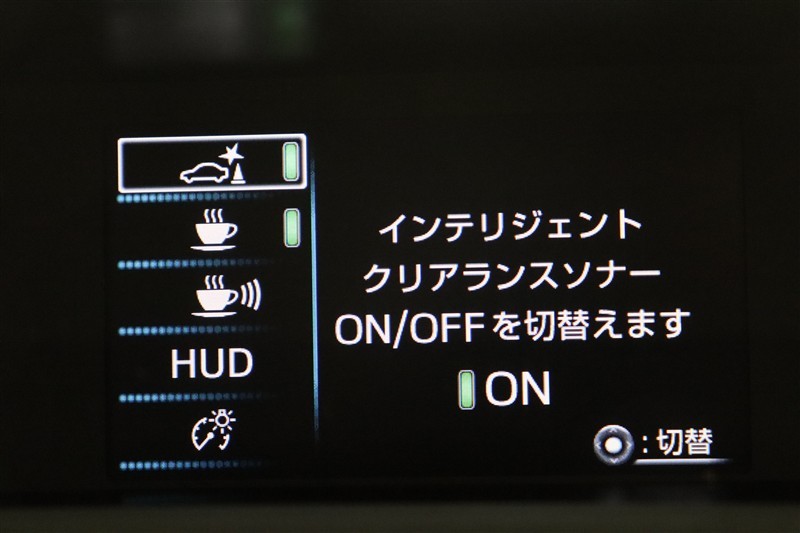 HUD
インテリジェント
クリアランスソナー
ON/OFFを切替えます
ON
:切替